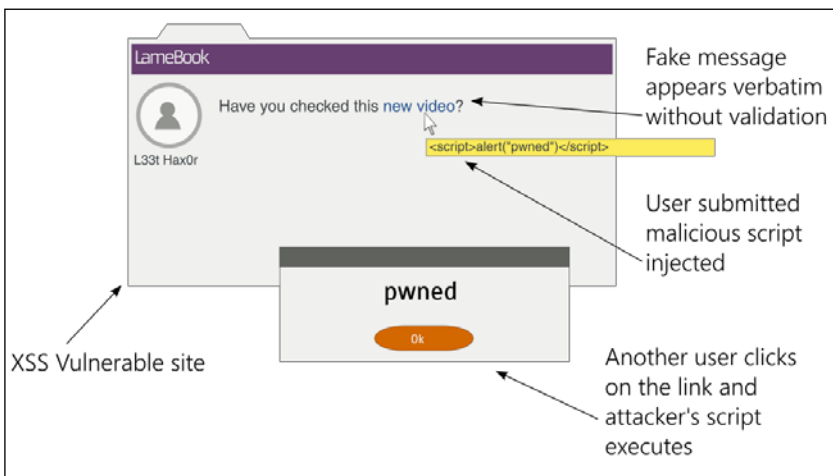 LameBook
Have you checked this new video?
L33t Hax0r
<script>alert("pwned")</script>
Fake message
appears verbatim
without validation
User submitted
malicious script
injected
pwned
Ok
XSS Vulnerable site
Another user clicks
on the link and
attacker's script
executes